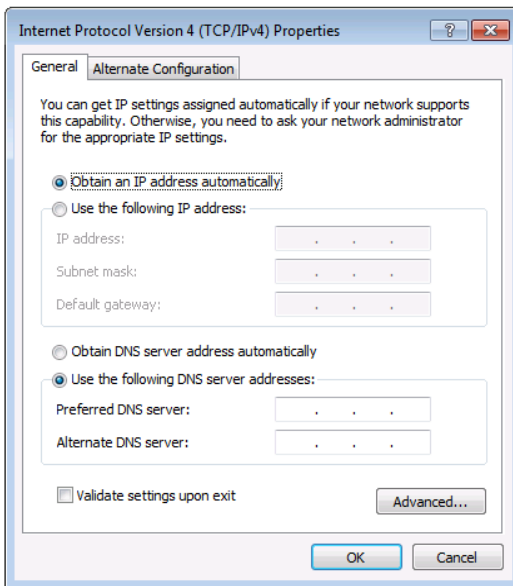 Internet Protocol Version 4 (TCP/IPv4) Properties
General
Alternate Configuration
You can get IP settings assigned automatically if your network supports
this capability. Otherwise, you need to ask your network administrator
for the appropriate IP settings.
Obtain an IP address automatically
Use the following IP address:
IP address:
Subnet mask:
Default gateway:
Obtain DNS server address automatically
Use the following DNS server addresses:
Preferred DNS server:
Alternate DNS server:
Validate settings upon exit
Advanced...
OK
Cancel